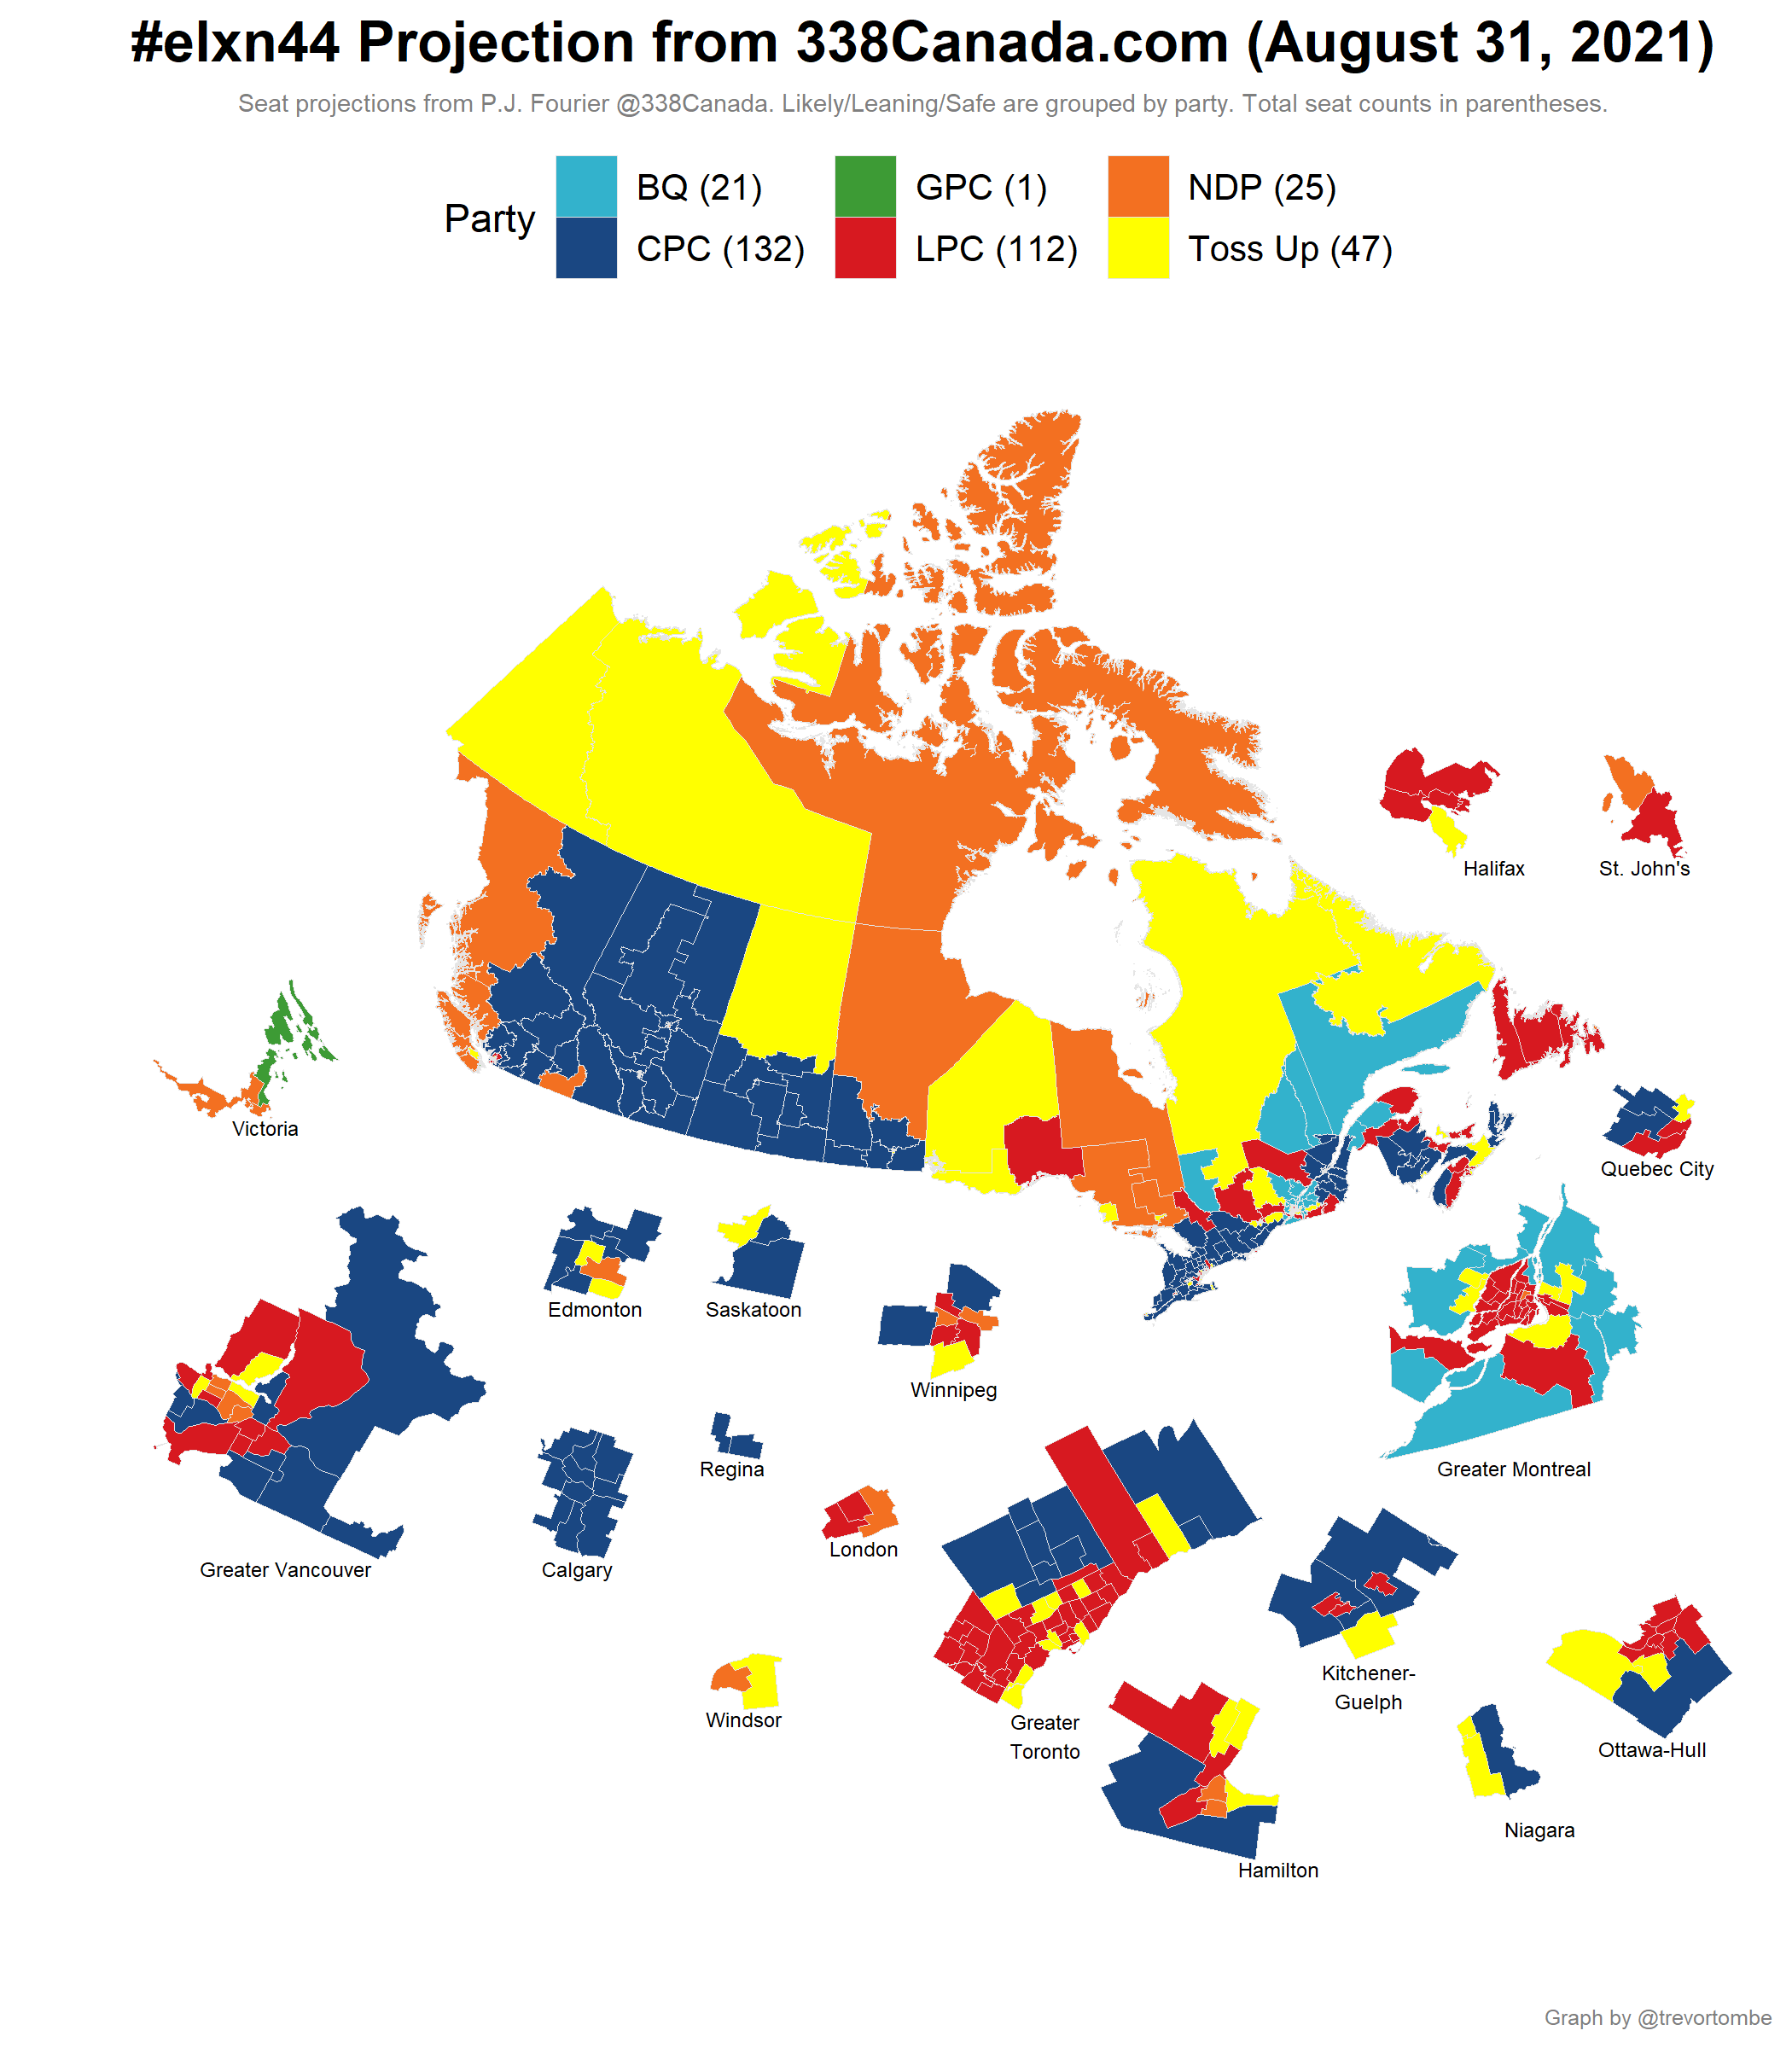 #elxn44 Projection from 338Canada.com (August 31, 2021)
Seat projections from P.J. Fourier @338Canada. Likely/Leaning/Safe are grouped by party. Total seat counts in parentheses.
Party
BQ (21)
GPC (1)
NDP (25)
CPC (132)
LPC (112)
Toss Up (47)
Halifax
St. John's
Victoria
Quebec City
Edmonton
Saskatoon
Winnipeg
Greater Montreal
Regina
Greater Vancouver
Calgary
London
Kitchener-
Guelph
Windsor
Greater
Toronto
Ottawa-Hull
Niagara
Hamilton
Graph by @trevortombe